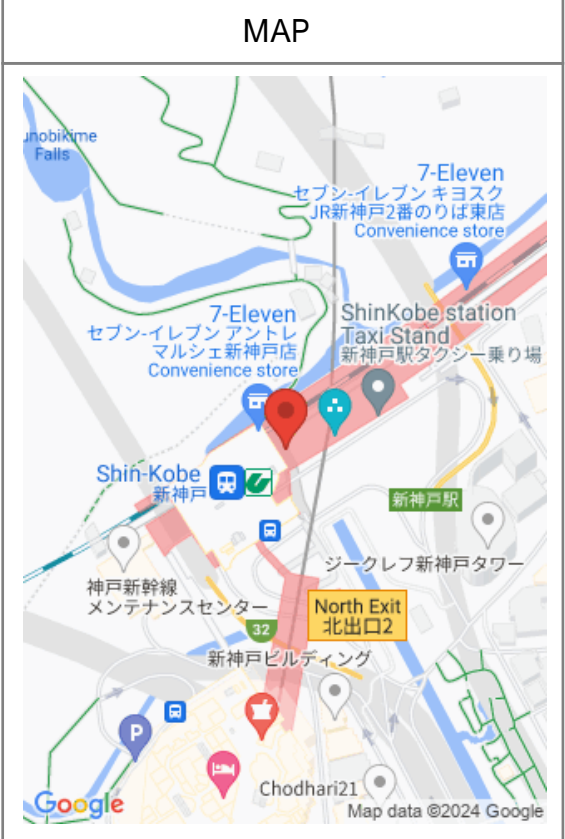 MAP
unobikime
Falls
7-Eleven
セブン-イレブン キヨスク
JR新神戸2番のりば東店
Convenience store
7-Eleven
セブン-イレブン アントレ
マルシェ新神戸店
Convenience store
ShinKobe station
Taxi Stand
新神戸駅タクシー乗り場
Shin-Kobe
新神戸
新神戸駅
ジークレフ新神戸タワー
神戸新幹線
メンテナンスセンター
North Exit
北出口2
32
新神戸ビルディング
P
Chodhari21
Google
Map data ©2024 Google